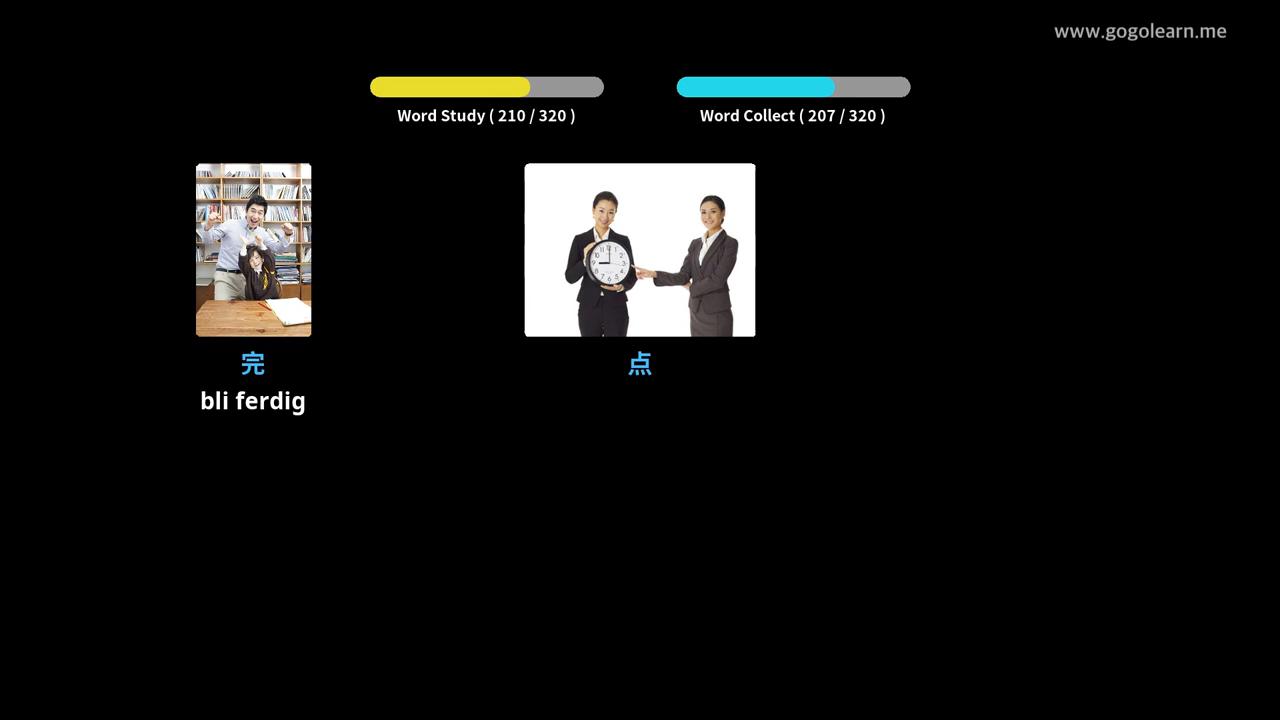 www.gogolearn.me
Word Study ( 210 / 320 )
Word Collect ( 207 / 320 )
完
bli ferdig
点